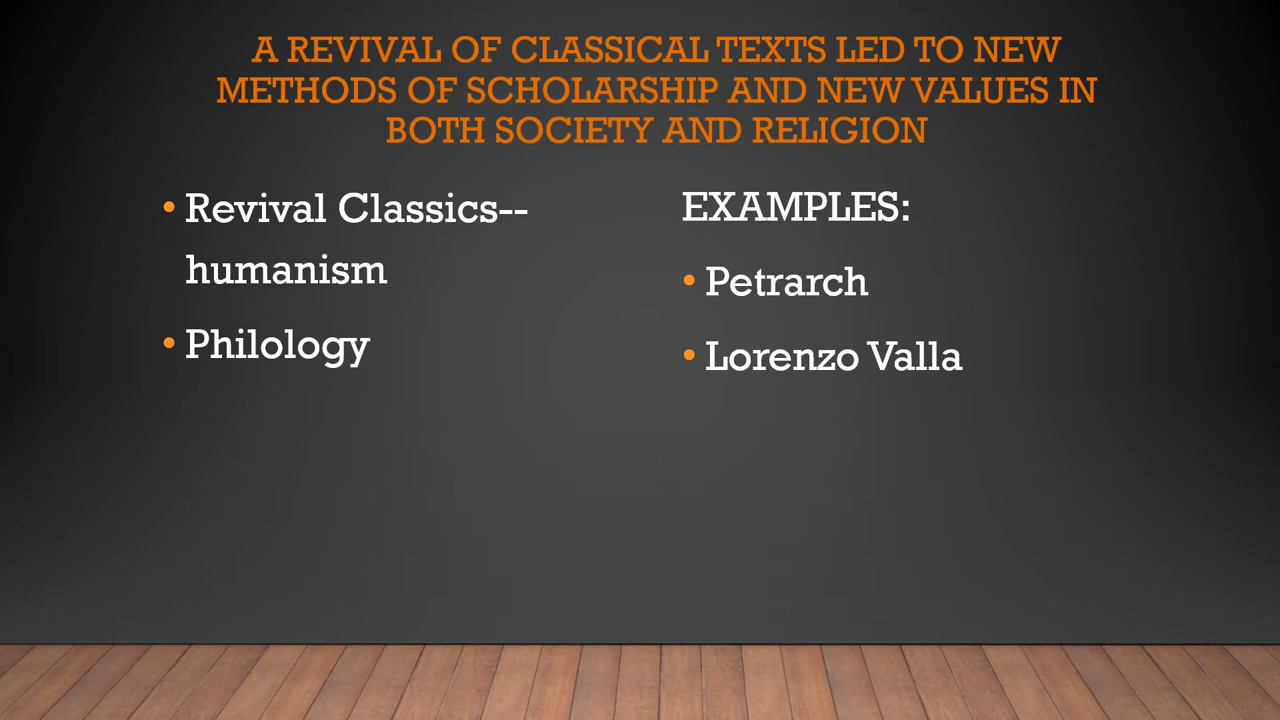 A REVIVAL OF CLASSICAL TEXTS LED TO NEW
METHODS OF SCHOLARSHIP AND NEW VALUES IN
BOTH SOCIETY AND RELIGION
• Revival Classics--
humanism
• Philology
EXAMPLES:
• Petrarch
• Lorenzo Valla